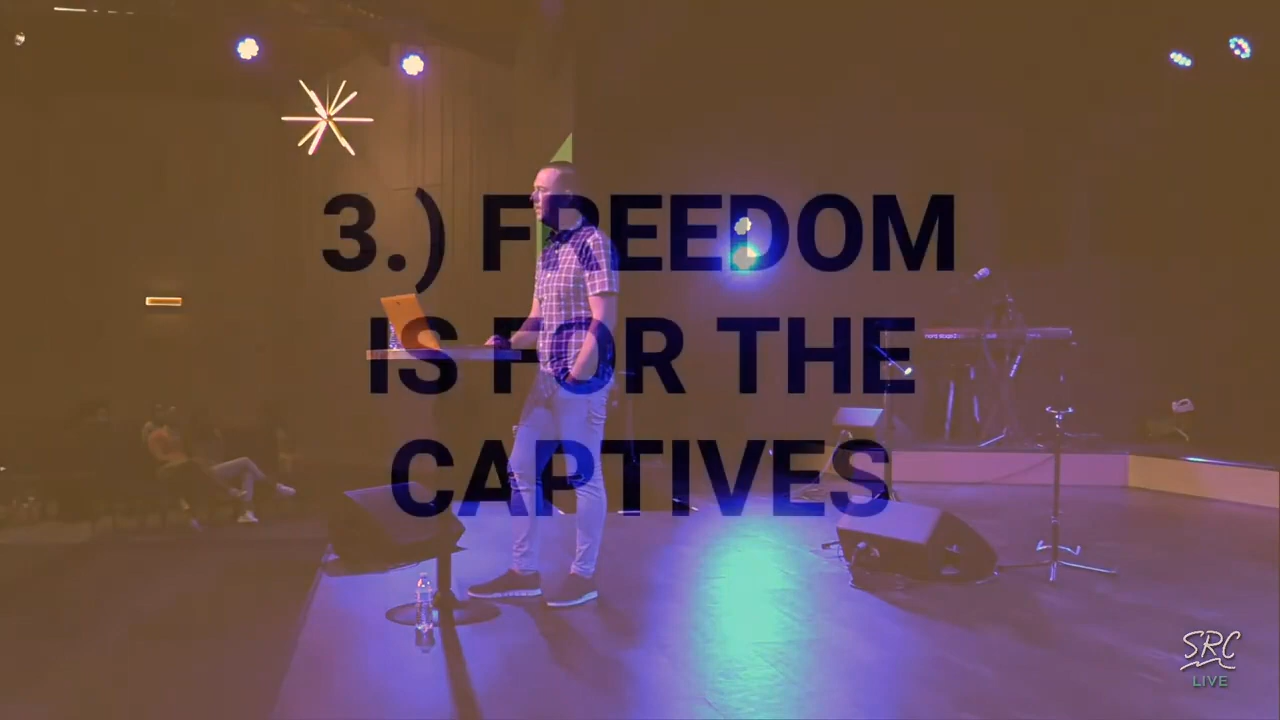 3.) FREEDOM
IS FOR THE
CAPTIVES
SRC
LIVE